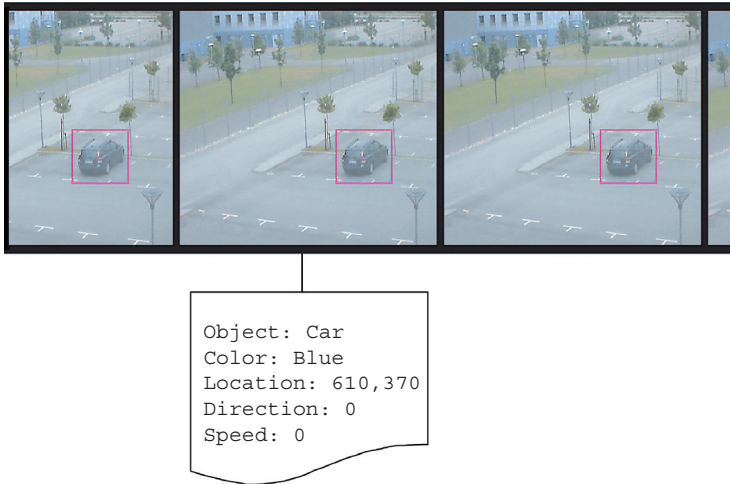 Object: Car
Color: Blue
Location: 610,370
Direction: 0
Speed: 0